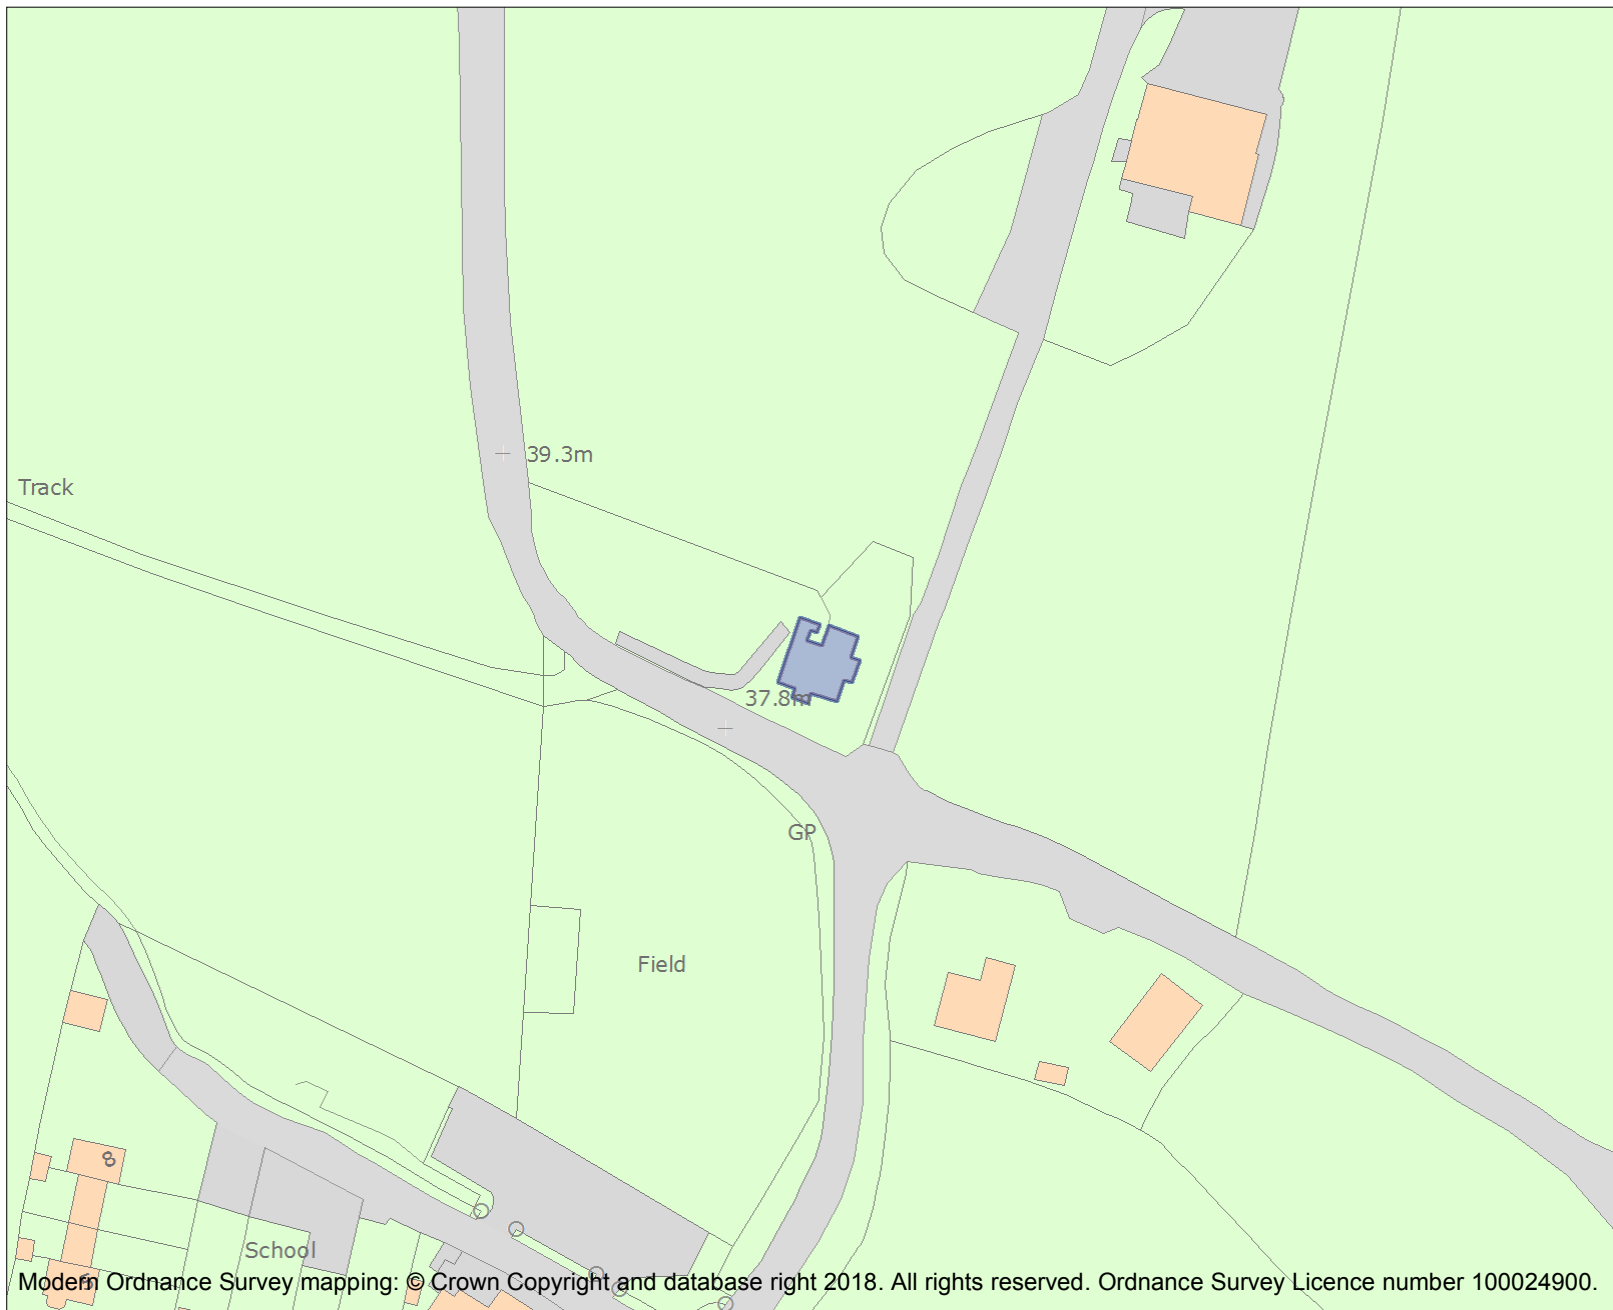 39.3m
Track
37.8m
GP
Field
8
School
Modern Ordnance Survey mapping: © Crown Copyright and database right 2018. All rights reserved. Ordnance Survey Licence number 100024900.